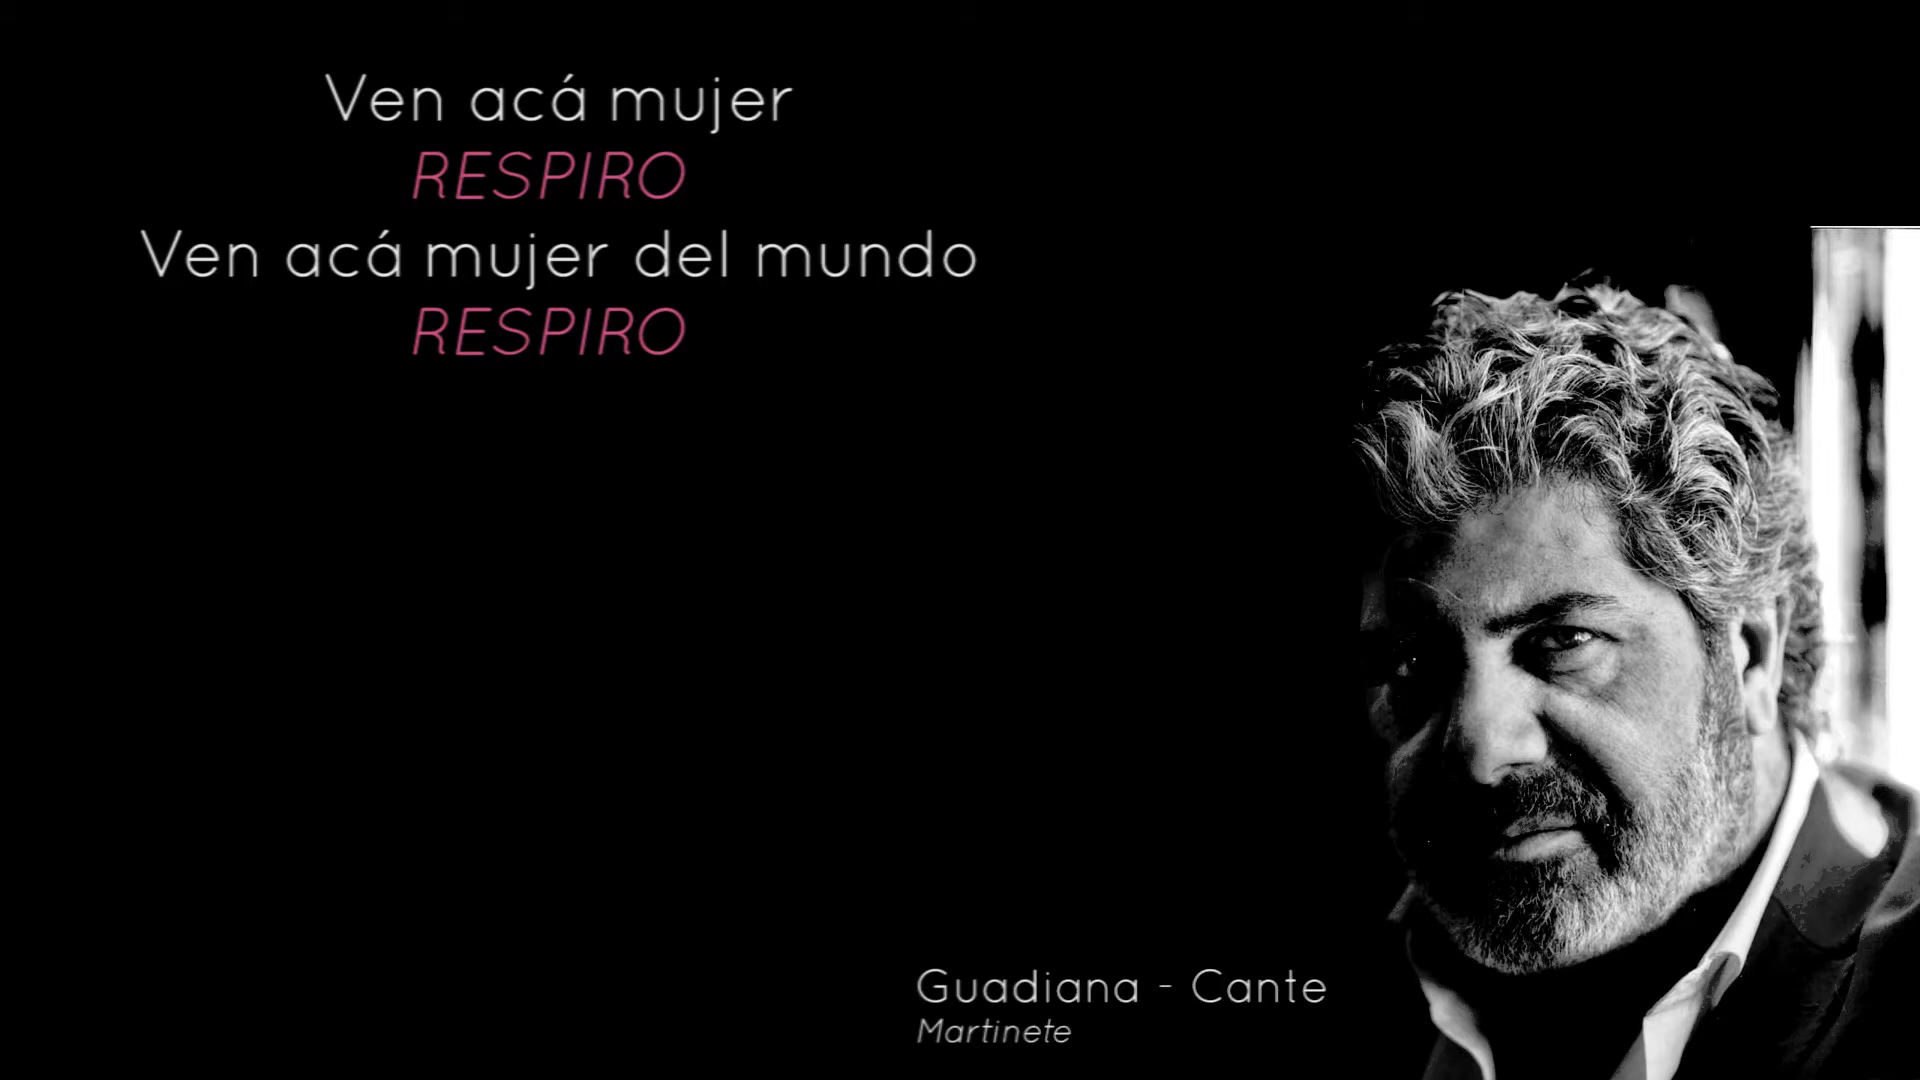 Ven acá mujer
RESPIRO
Ven acá mujer del mundo
RESPIRO
Guadiana - Cante
Martinete